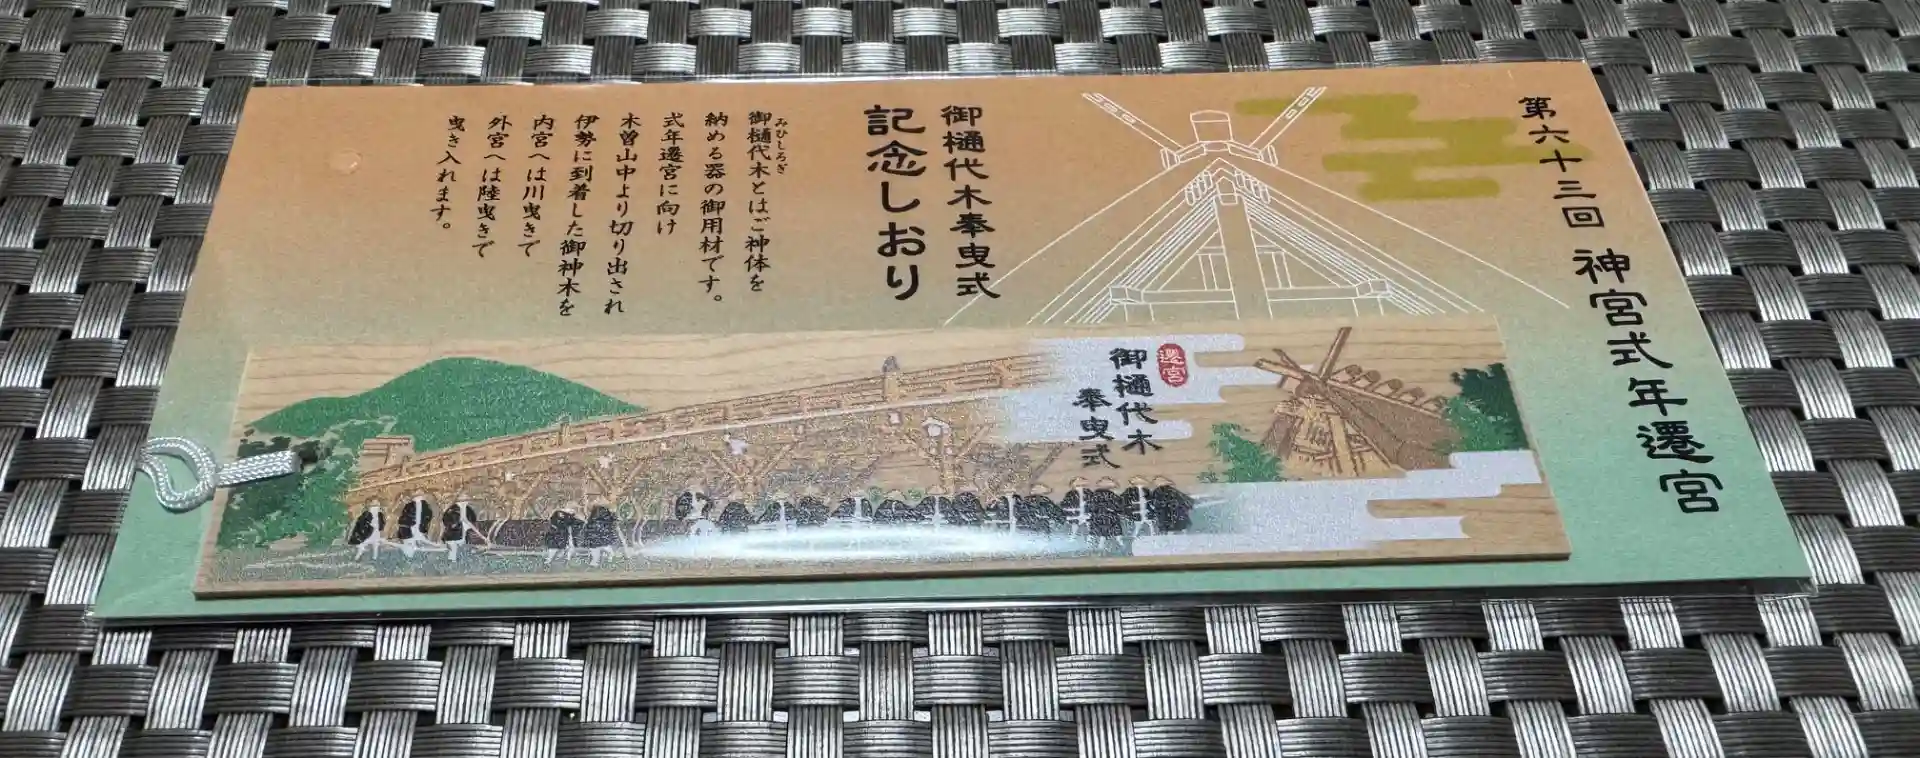 第六十三回 神宮式年遷宮
御樋代木奉曳式
記念しおり
みひしろぎ
御樋代木とはご神体を
納める器の御用材です。
式年遷宮に向け
木曽山中より切り出され
伊勢に到着した御神木を
内宮へは川曳きで
外宮へは陸曳きで
曳き入れます。
遷宮
御樋代木
奉曳式